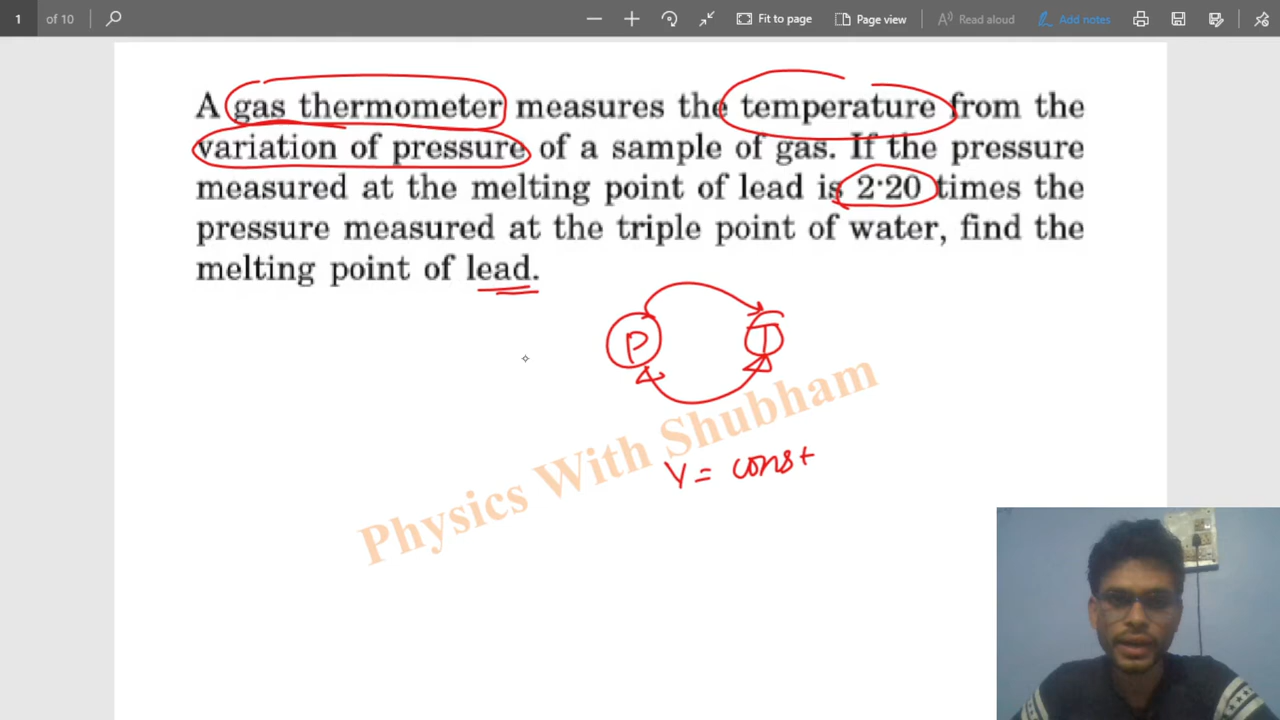 1 of 10 Fit to page Page view Read aloud Add notes
A gas thermometer measures the temperature from the
variation of pressure of a sample of gas. If the pressure
measured at the melting point of lead is 2·20 times the
pressure measured at the triple point of water, find the
melting point of lead.
P T
Physics With Shubham
V = const